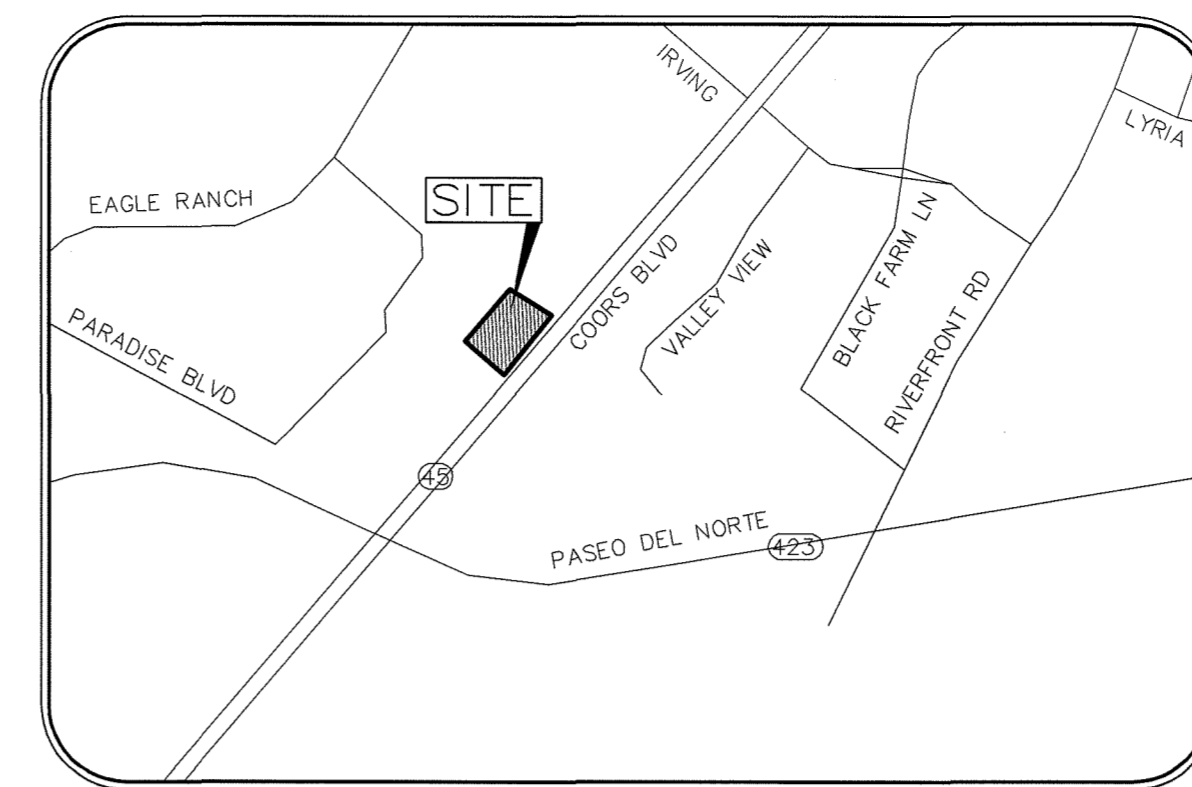 IRVING
LYRIA
EAGLE RANCH
SITE
BLACK FARM LN
COORS BLVD
VALLEY VIEW
RIVERFRONT RD
PARADISE BLVD
45
PASEO DEL NORTE
423